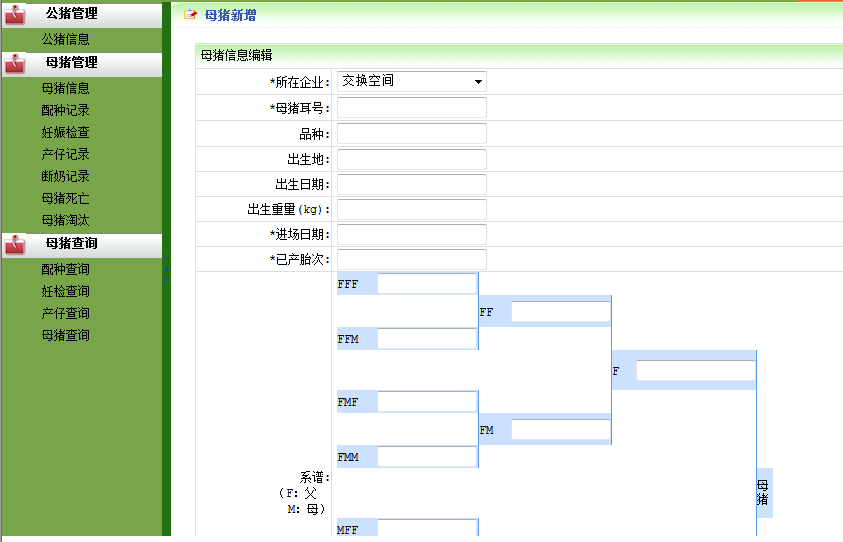 公猪管理
公猪信息
母猪管理
母猪信息
配种记录
妊娠检查
产仔记录
断奶记录
母猪死亡
母猪淘汰
母猪查询
配种查询
妊检查询
产仔查询
母猪查询
母猪新增
母猪信息编辑
*所在企业: 交换空间
*母猪耳号:
品种:
出生地:
出生日期:
出生重量(kg):
*进场日期:
*已产胎次:
FFF
FF
FFM
F
FMF
FM
FMM
系谱:
(F: 父
M: 母)
母
猪
MFF